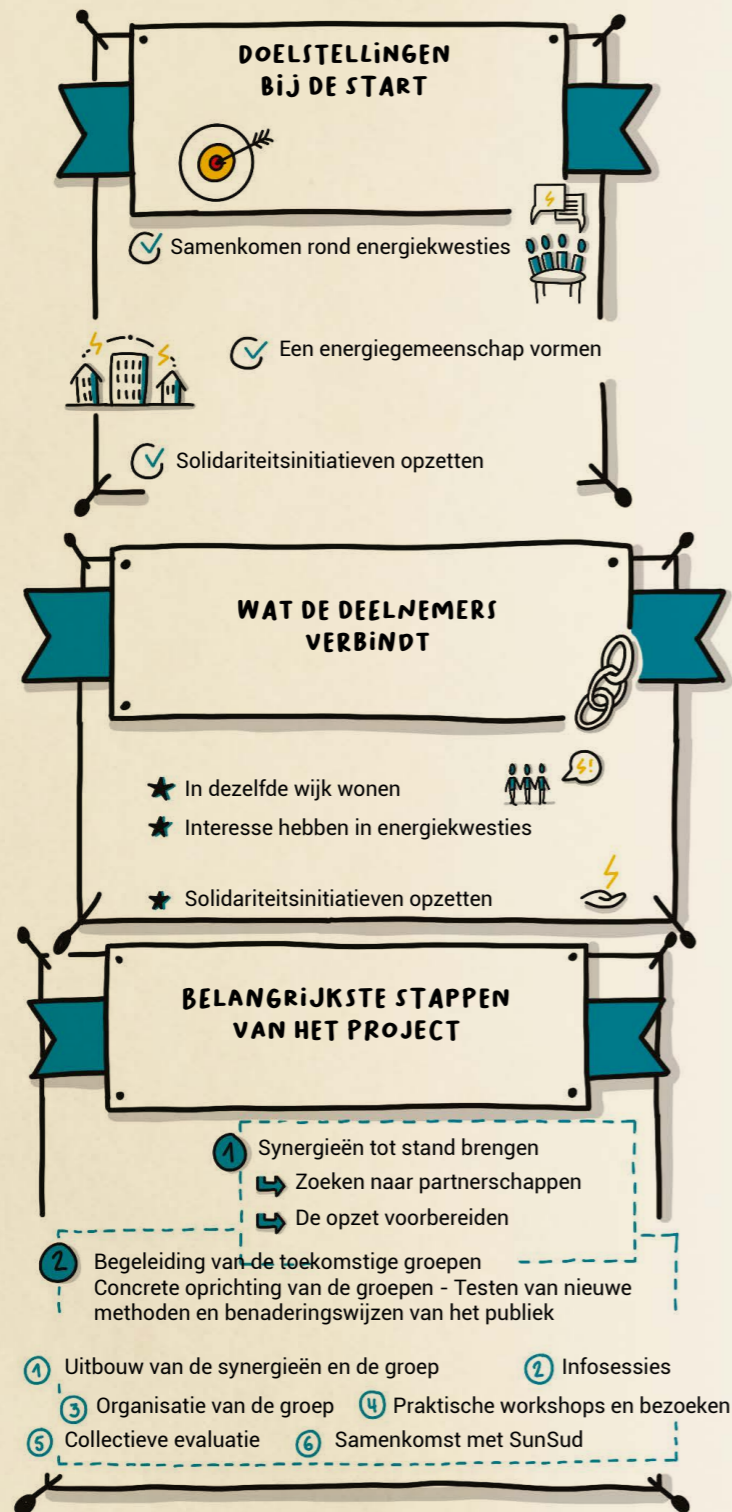 DOELSTELLINGEN
BIJ DE START
Samenkomen rond energiekwesties
Een energiegemeenschap vormen
Solidariteitsinitiatieven opzetten
WAT DE DEELNEMERS
VERBINDT
In dezelfde wijk wonen
Interesse hebben in energiekwesties
Solidariteitsinitiatieven opzetten
BELANGRIJKSTE STAPPEN
VAN HET PROJECT
1 Synergieën tot stand brengen
Zoeken naar partnerschappen
De opzet voorbereiden
2 Begeleiding van de toekomstige groepen
Concrete oprichting van de groepen - Testen van nieuwe
methoden en benaderingswijzen van het publiek
1 Uitbouw van de synergieën en de groep 2 Infosessies
3 Organisatie van de groep 4 Praktische workshops en bezoeken
5 Collectieve evaluatie 6 Samenkomst met SunSud